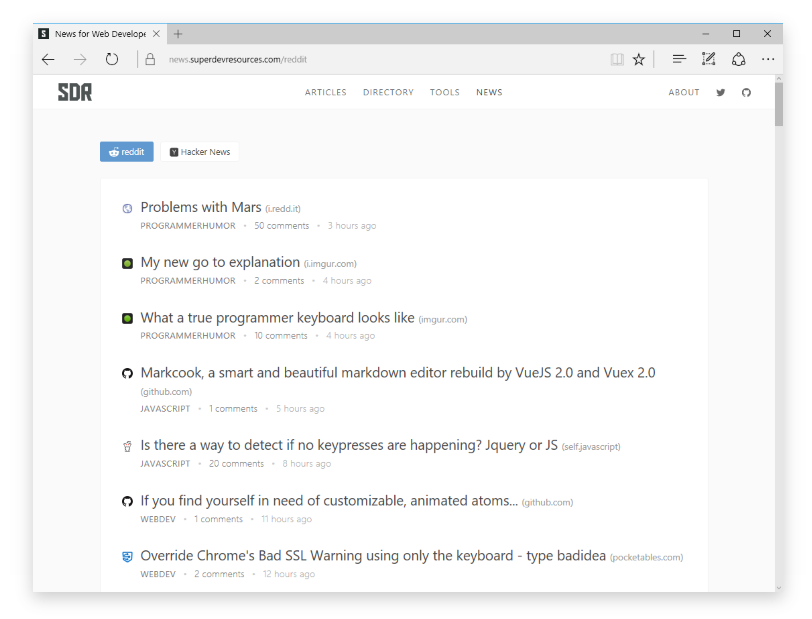 S News for Web Develope
news.superdevresources.com/reddit
SDR ARTICLES DIRECTORY TOOLS NEWS ABOUT
reddit Y Hacker News
Problems with Mars (i.redd.it)
PROGRAMMERHUMOR • 50 comments • 3 hours ago
My new go to explanation (i.imgur.com)
PROGRAMMERHUMOR • 2 comments • 4 hours ago
What a true programmer keyboard looks like (imgur.com)
PROGRAMMERHUMOR • 10 comments • 4 hours ago
Markcook, a smart and beautiful markdown editor rebuild by VueJS 2.0 and Vuex 2.0
(github.com)
JAVASCRIPT • 1 comments • 5 hours ago
Is there a way to detect if no keypresses are happening? Jquery or JS (self.javascript)
JAVASCRIPT • 20 comments • 8 hours ago
If you find yourself in need of customizable, animated atoms... (github.com)
WEBDEV • 1 comments • 11 hours ago
Override Chrome's Bad SSL Warning using only the keyboard - type badidea (pocketables.com)
WEBDEV • 2 comments • 12 hours ago